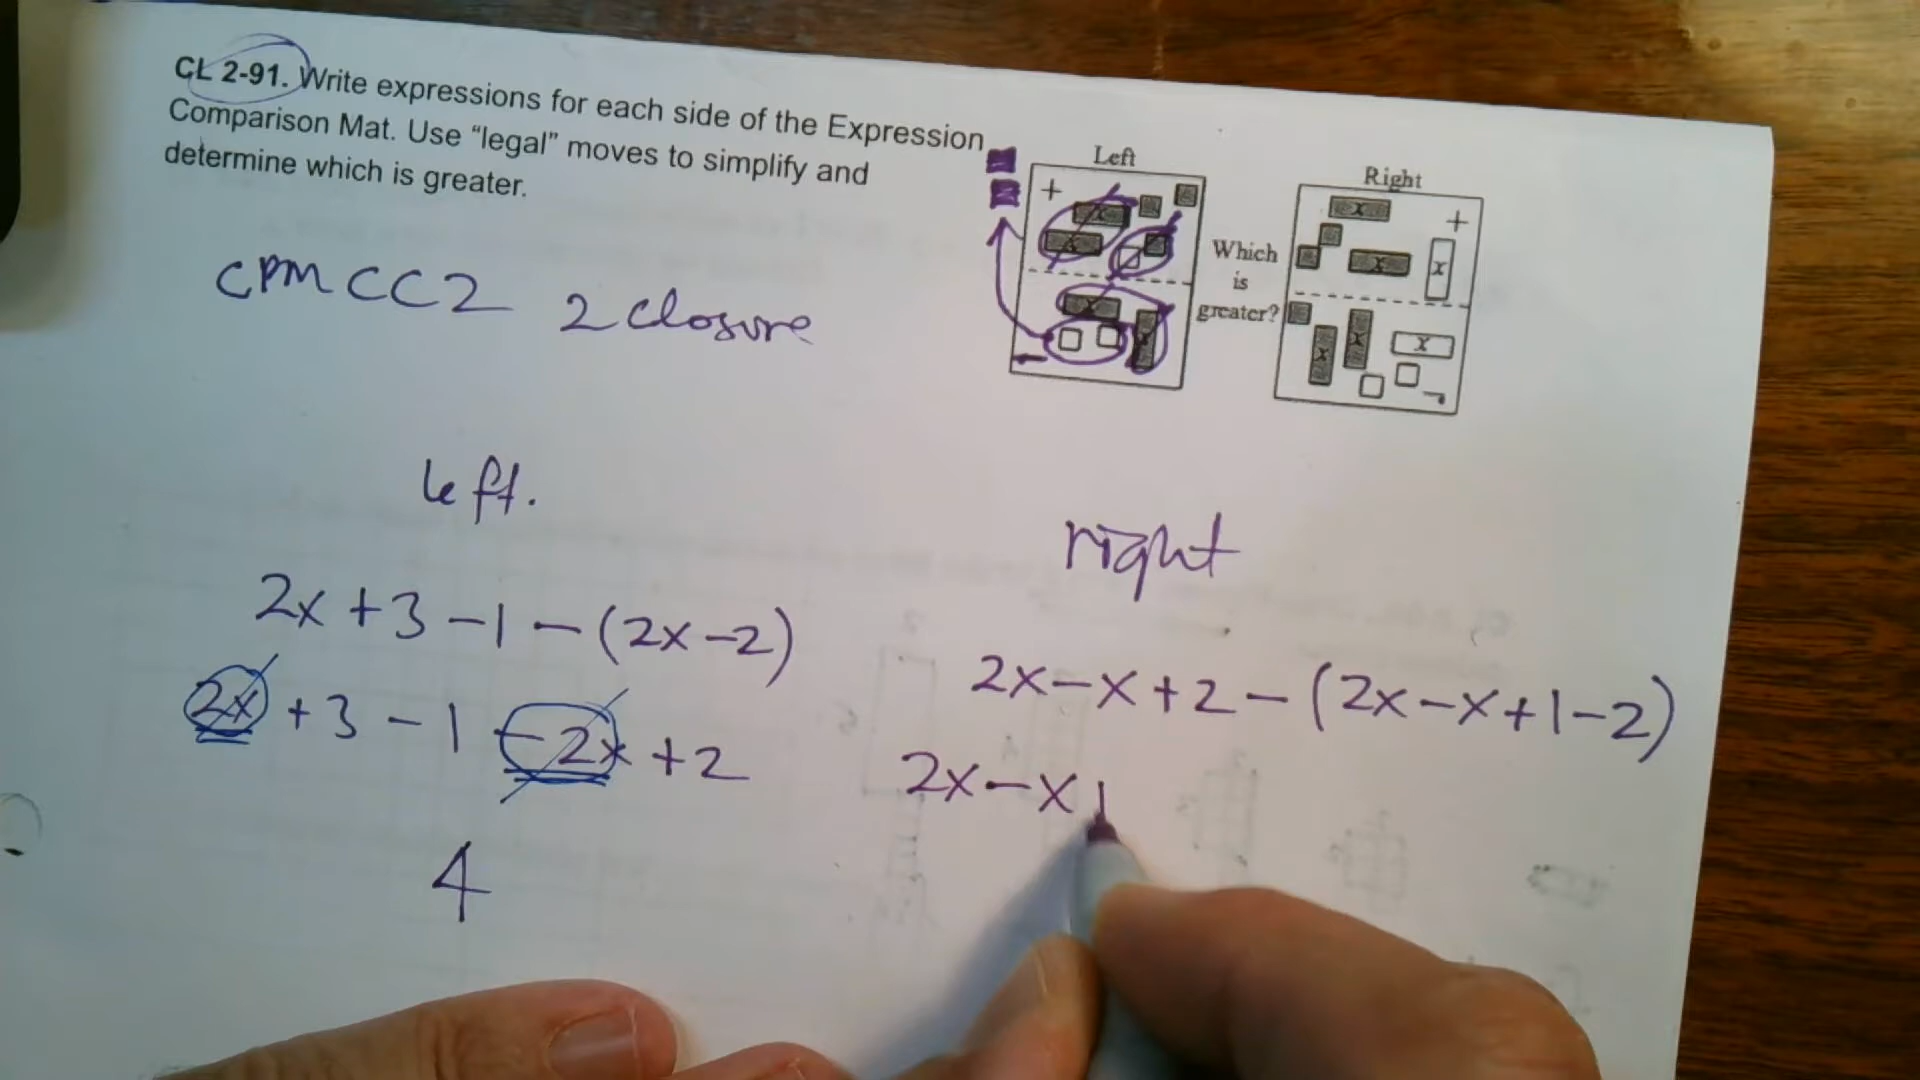 CL 2-91. Write expressions for each side of the Expression
Comparison Mat. Use “legal” moves to simplify and
determine which is greater.
Left
+
x
x
x
x
−
Which
is
greater?
Right
x
+
x
x
x
x
x
−
CPM CC2 2 closure
left.
2x + 3 − 1 − (2x − 2)
2x + 3 − 1 − 2x + 2
4
right
2x − x + 2 − (2x − x + 1 − 2)
2x − x